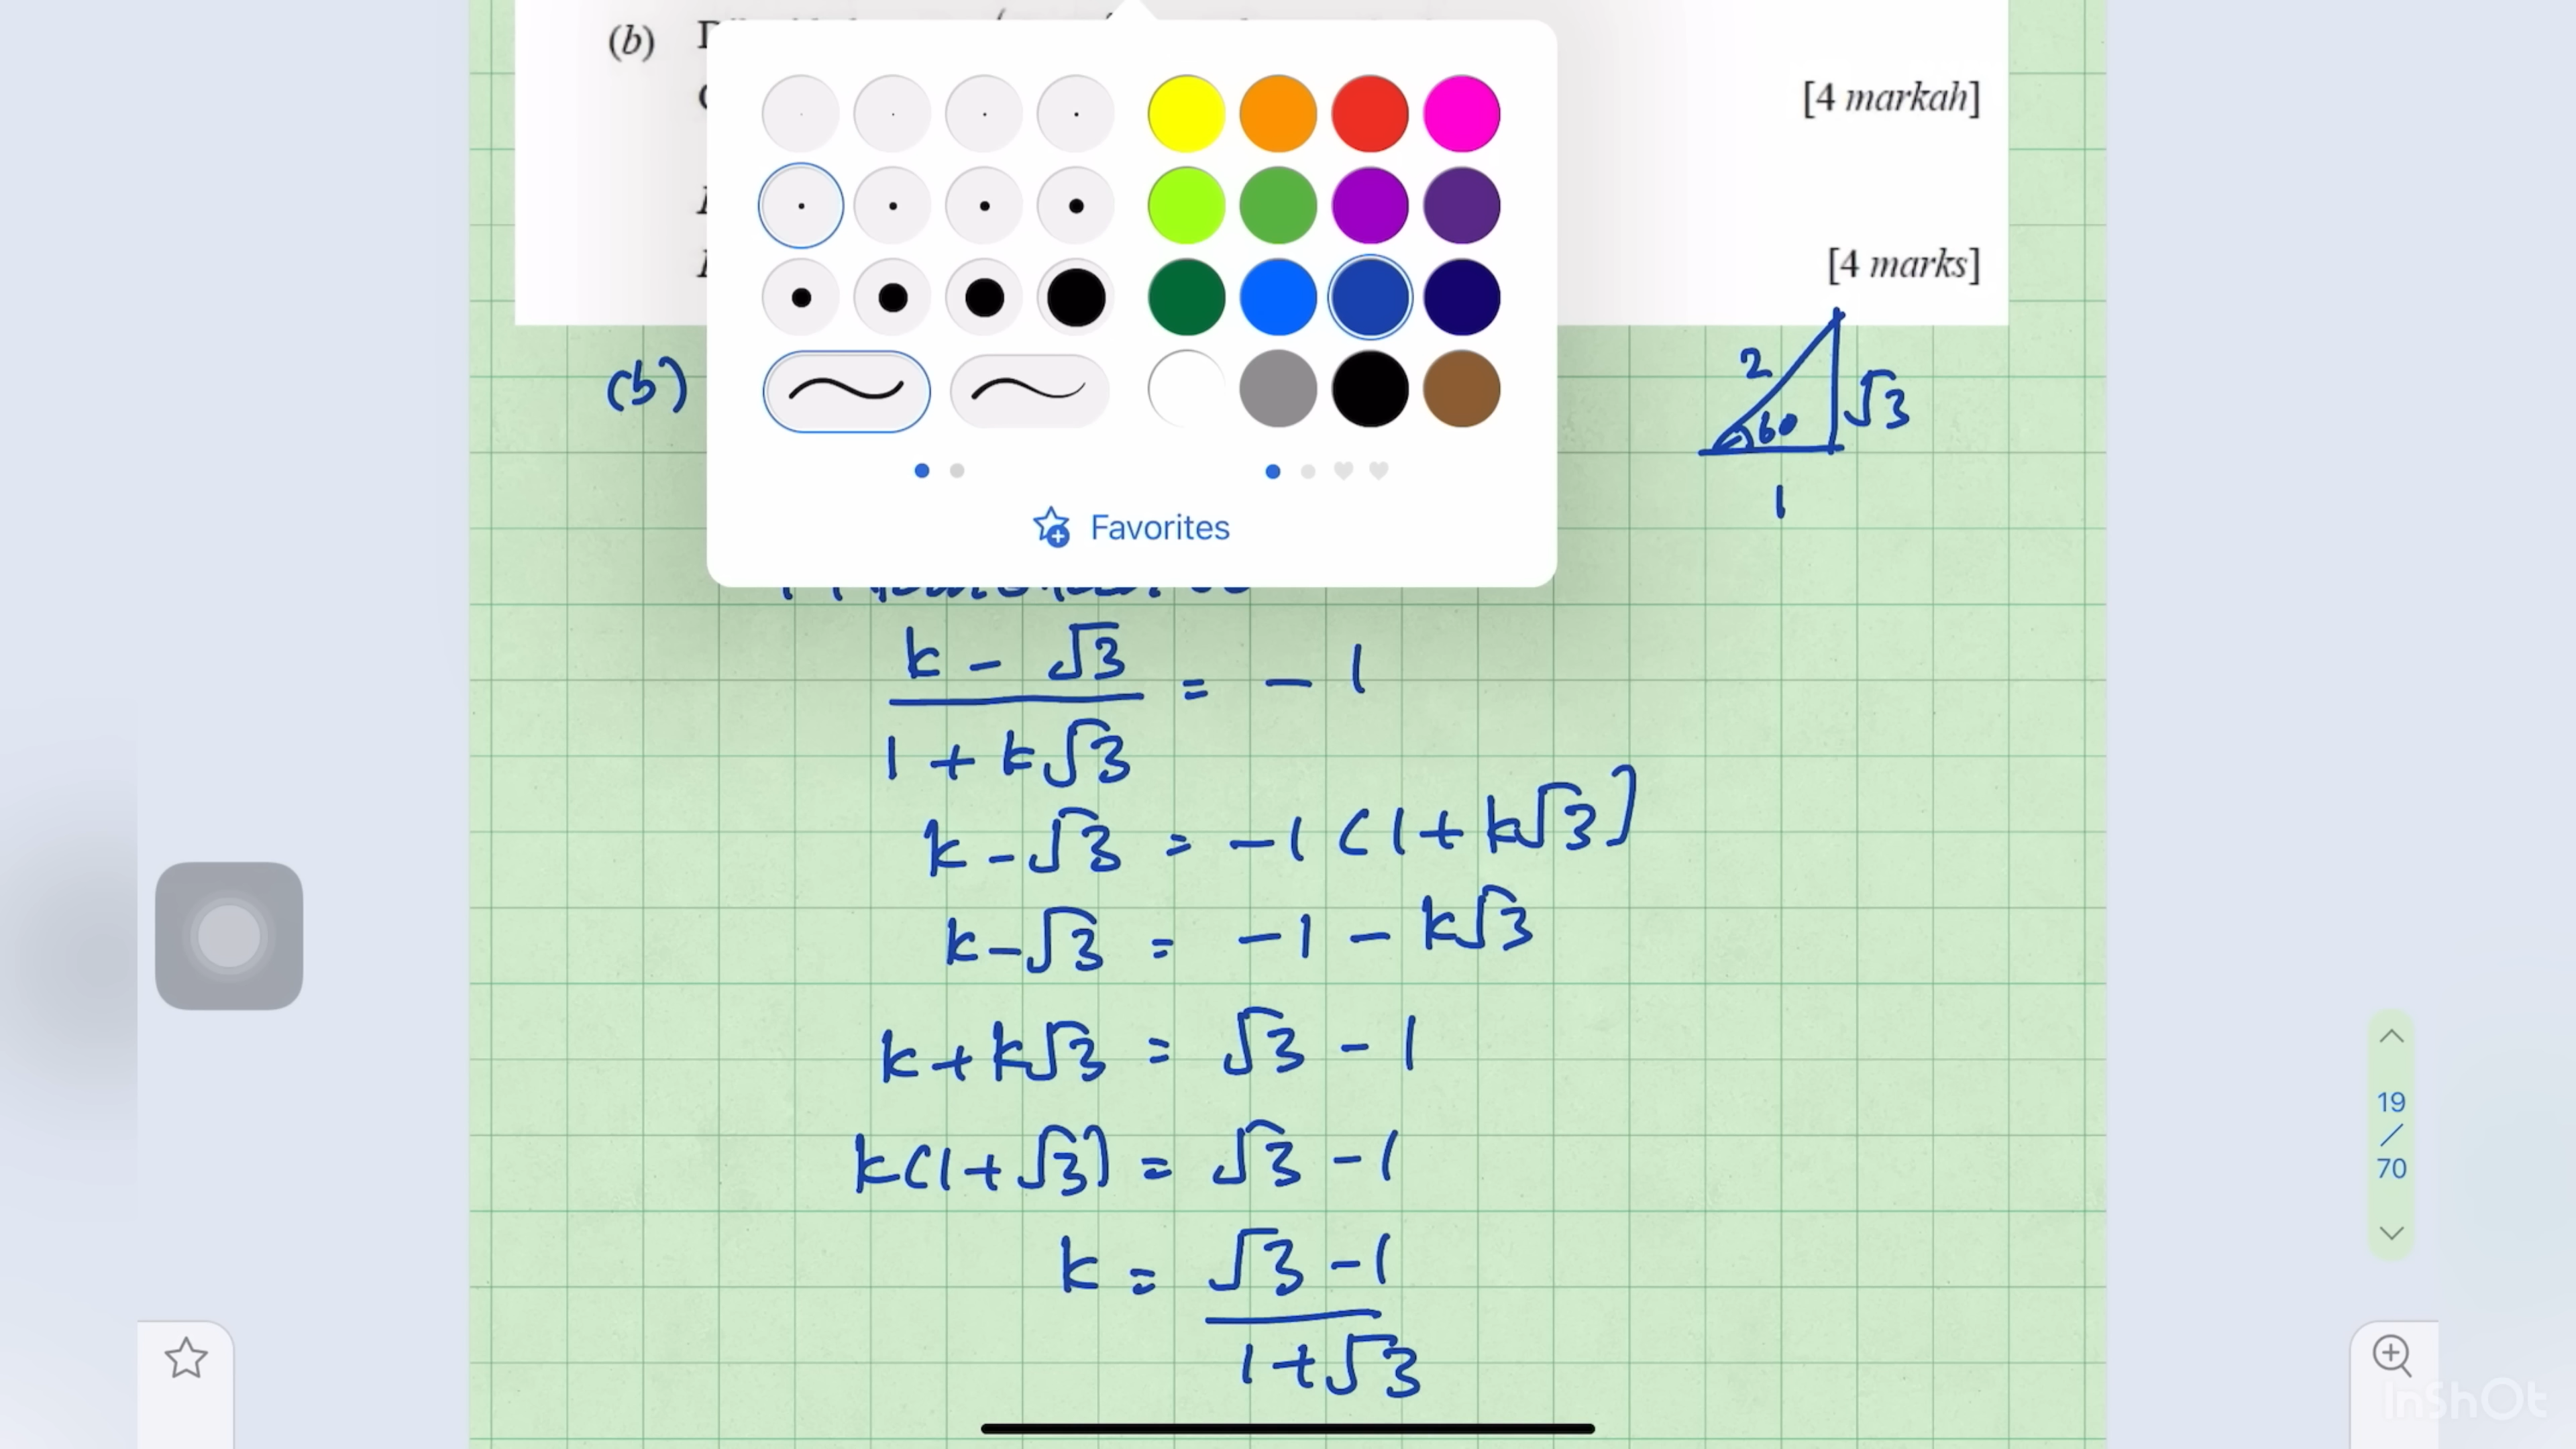 (b)
[4 markah]
[4 marks]
(b)
2
60
√3
1
Favorites
k - √3 / 1 + k√3 = - 1
k - √3 = -1 (1 + k√3)
k - √3 = -1 - k√3
k + k√3 = √3 - 1
k(1 + √3) = √3 - 1
k = √3 - 1 / 1 + √3
19
/
70
InShOt